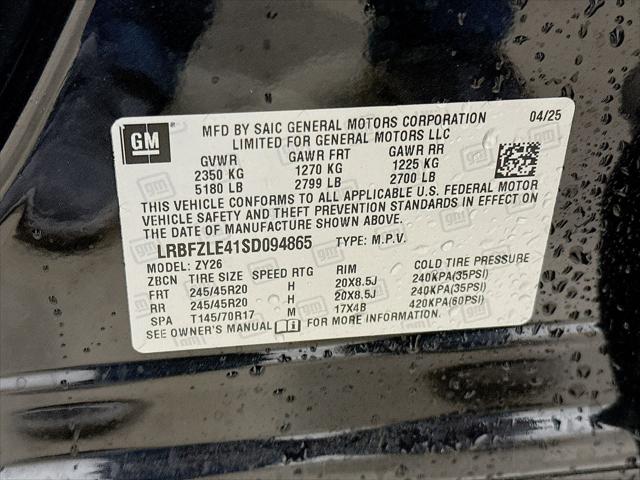 GM
MFD BY SAIC GENERAL MOTORS CORPORATION 04/25
LIMITED FOR GENERAL MOTORS LLC
GVWR GAWR FRT GAWR RR
2350 KG 1270 KG 1225 KG
5180 LB 2799 LB 2700 LB
THIS VEHICLE CONFORMS TO ALL APPLICABLE U.S. FEDERAL MOTOR
VEHICLE SAFETY AND THEFT PREVENTION STANDARDS IN EFFECT ON
THE DATE OF MANUFACTURE SHOWN ABOVE.
LRBFZLE41SD094865 TYPE: M.P.V.
MODEL: ZY26
ZBCN TIRE SIZE SPEED RTG RIM COLD TIRE PRESSURE
FRT 245/45R20 H 20X8.5J 240KPA(35PSI)
RR 245/45R20 H 20X8.5J 240KPA(35PSI)
SPA T145/70R17 M 17X4B 420KPA(60PSI)
SEE OWNER'S MANUAL FOR MORE INFORMATION.